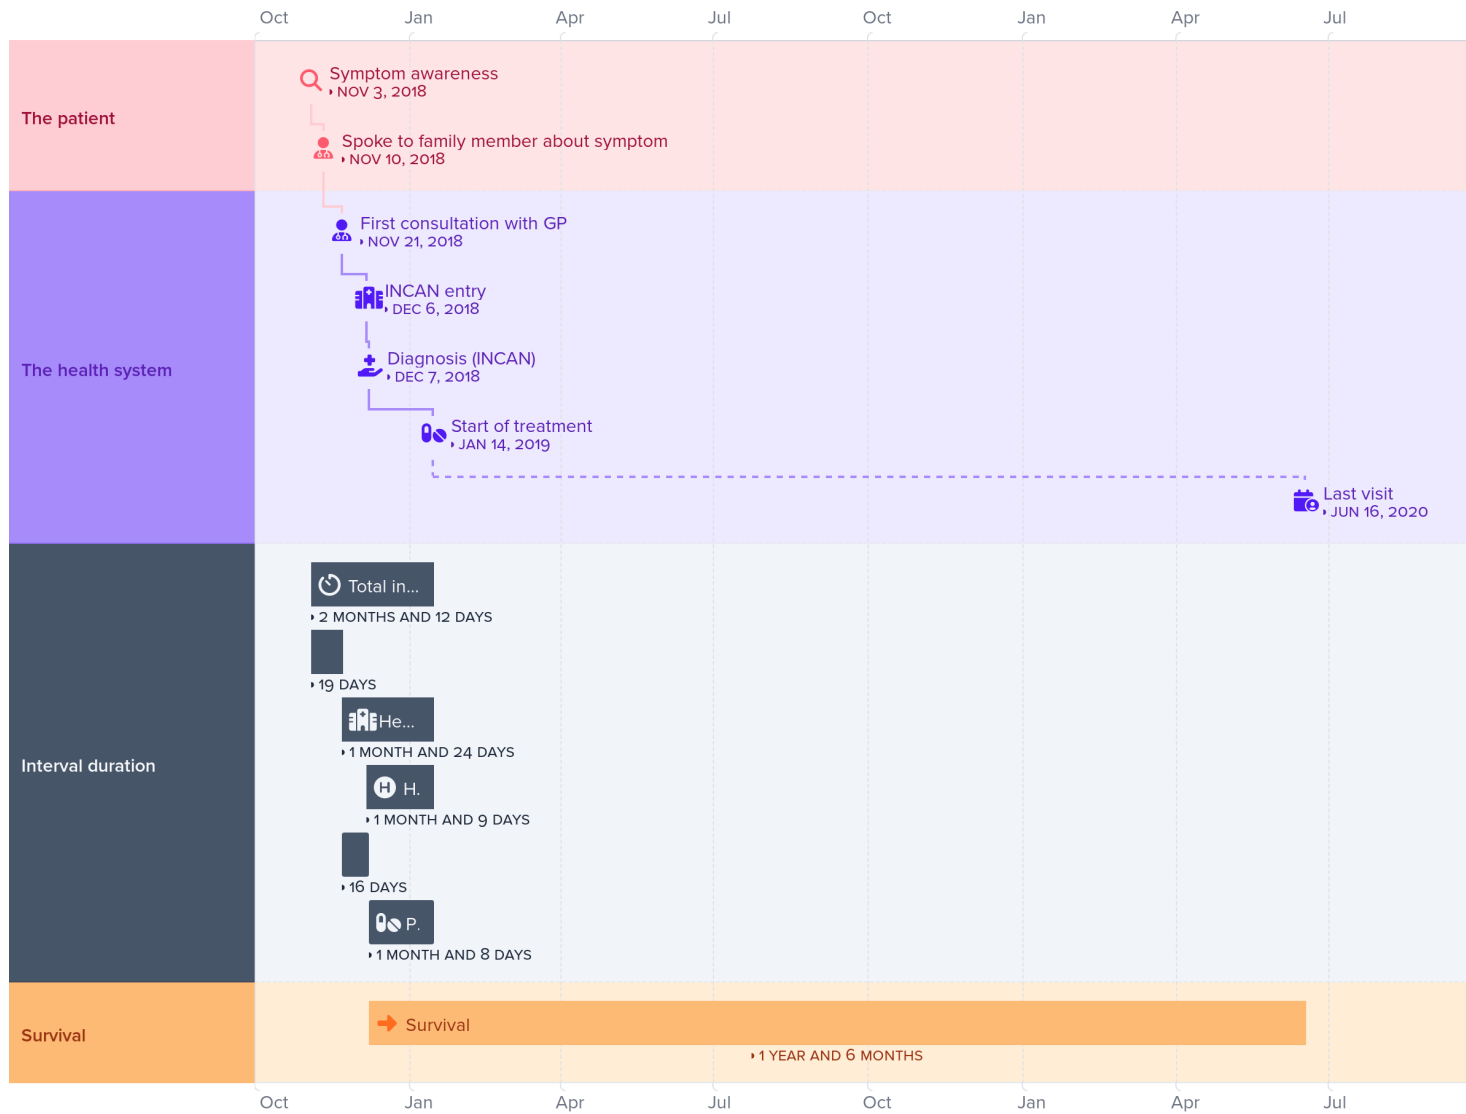 Oct Jan Apr Jul Oct Jan Apr Jul
The patient
Symptom awareness
NOV 3, 2018
Spoke to family member about symptom
NOV 10, 2018
The health system
First consultation with GP
NOV 21, 2018
INCAN entry
DEC 6, 2018
Diagnosis (INCAN)
DEC 7, 2018
Start of treatment
JAN 14, 2019
Last visit
JUN 16, 2020
Interval duration
Total in...
2 MONTHS AND 12 DAYS
19 DAYS
He...
1 MONTH AND 24 DAYS
H H.
1 MONTH AND 9 DAYS
16 DAYS
P.
1 MONTH AND 8 DAYS
Survival
Survival
1 YEAR AND 6 MONTHS
Oct Jan Apr Jul Oct Jan Apr Jul